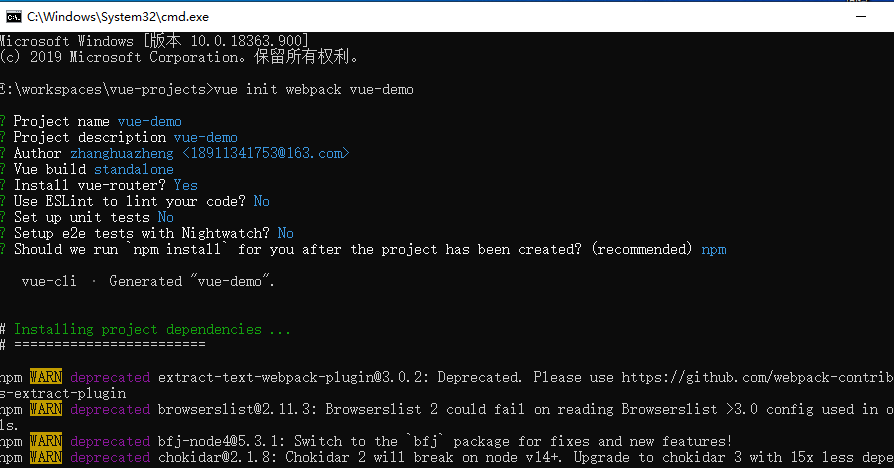 C:\Windows\System32\cmd.exe
Microsoft Windows [版本 10.0.18363.900]
(c) 2019 Microsoft Corporation。保留所有权利。
E:\workspaces\vue-projects>vue init webpack vue-demo
? Project name vue-demo
? Project description vue-demo
? Author zhanghuazheng <18911341753@163.com>
? Vue build standalone
? Install vue-router? Yes
? Use ESLint to lint your code? No
? Set up unit tests No
? Setup e2e tests with Nightwatch? No
? Should we run `npm install` for you after the project has been created? (recommended) npm
vue-cli · Generated "vue-demo".
# Installing project dependencies ...
# ========================
npm WARN deprecated extract-text-webpack-plugin@3.0.2: Deprecated. Please use https://github.com/webpack-contrib
s-extract-plugin
npm WARN deprecated browserslist@2.11.3: Browserslist 2 could fail on reading Browserslist >3.0 config used in o
ls.
npm WARN deprecated bfj-node4@5.3.1: Switch to the `bfj` package for fixes and new features!
npm WARN deprecated chokidar@2.1.8: Chokidar 2 will break on node v14+. Upgrade to chokidar 3 with 15x less depe